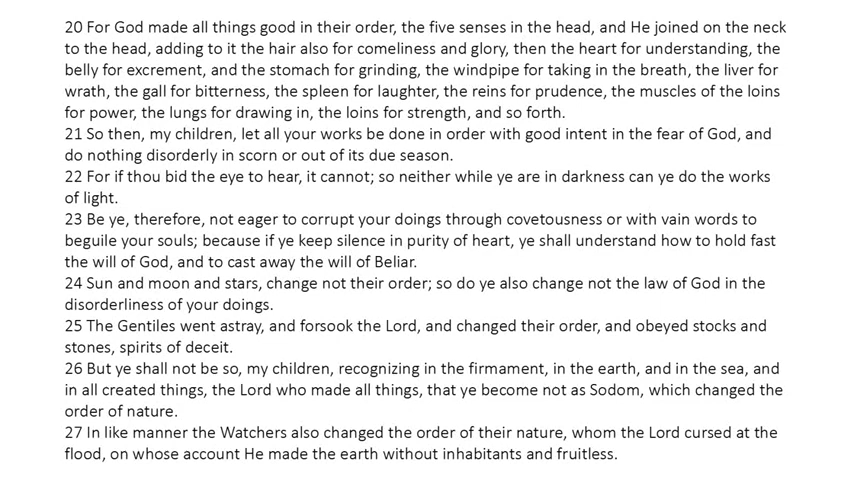 20 For God made all things good in their order, the five senses in the head, and He joined on the neck
to the head, adding to it the hair also for comeliness and glory, then the heart for understanding, the
belly for excrement, and the stomach for grinding, the windpipe for taking in the breath, the liver for
wrath, the gall for bitterness, the spleen for laughter, the reins for prudence, the muscles of the loins
for power, the lungs for drawing in, the loins for strength, and so forth.
21 So then, my children, let all your works be done in order with good intent in the fear of God, and
do nothing disorderly in scorn or out of its due season.
22 For if thou bid the eye to hear, it cannot; so neither while ye are in darkness can ye do the works
of light.
23 Be ye, therefore, not eager to corrupt your doings through covetousness or with vain words to
beguile your souls; because if ye keep silence in purity of heart, ye shall understand how to hold fast
the will of God, and to cast away the will of Beliar.
24 Sun and moon and stars, change not their order; so do ye also change not the law of God in the
disorderliness of your doings.
25 The Gentiles went astray, and forsook the Lord, and changed their order, and obeyed stocks and
stones, spirits of deceit.
26 But ye shall not be so, my children, recognizing in the firmament, in the earth, and in the sea, and
in all created things, the Lord who made all things, that ye become not as Sodom, which changed the
order of nature.
27 In like manner the Watchers also changed the order of their nature, whom the Lord cursed at the
flood, on whose account He made the earth without inhabitants and fruitless.